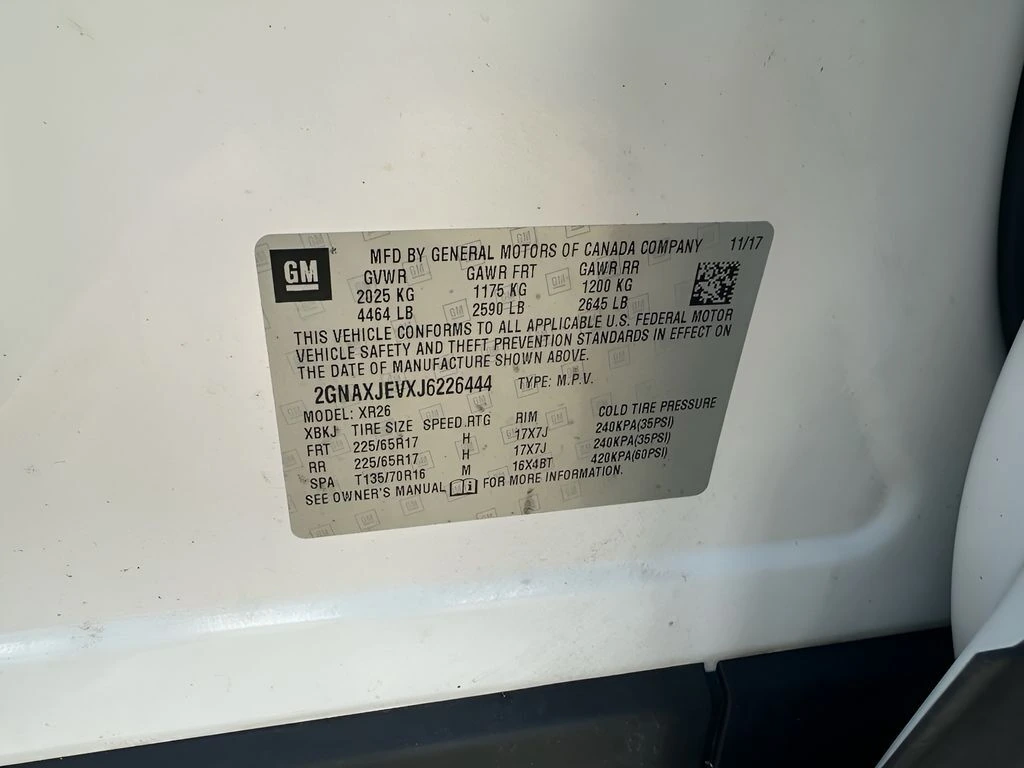 GM MFD BY GENERAL MOTORS OF CANADA COMPANY 11/17
GVWR GAWR FRT GAWR RR
2025 KG 1175 KG 1200 KG
4464 LB 2590 LB 2645 LB
THIS VEHICLE CONFORMS TO ALL APPLICABLE U.S. FEDERAL MOTOR
VEHICLE SAFETY AND THEFT PREVENTION STANDARDS IN EFFECT ON
THE DATE OF MANUFACTURE SHOWN ABOVE.
2GNAXJEVXJ6226444 TYPE: M.P.V.
MODEL: XR26
XBKJ TIRE SIZE SPEED RTG RIM COLD TIRE PRESSURE
FRT 225/65R17 H 17X7J 240KPA(35PSI)
RR 225/65R17 H 17X7J 240KPA(35PSI)
SPA T135/70R16 M 16X4BT 420KPA(60PSI)
SEE OWNER'S MANUAL FOR MORE INFORMATION.